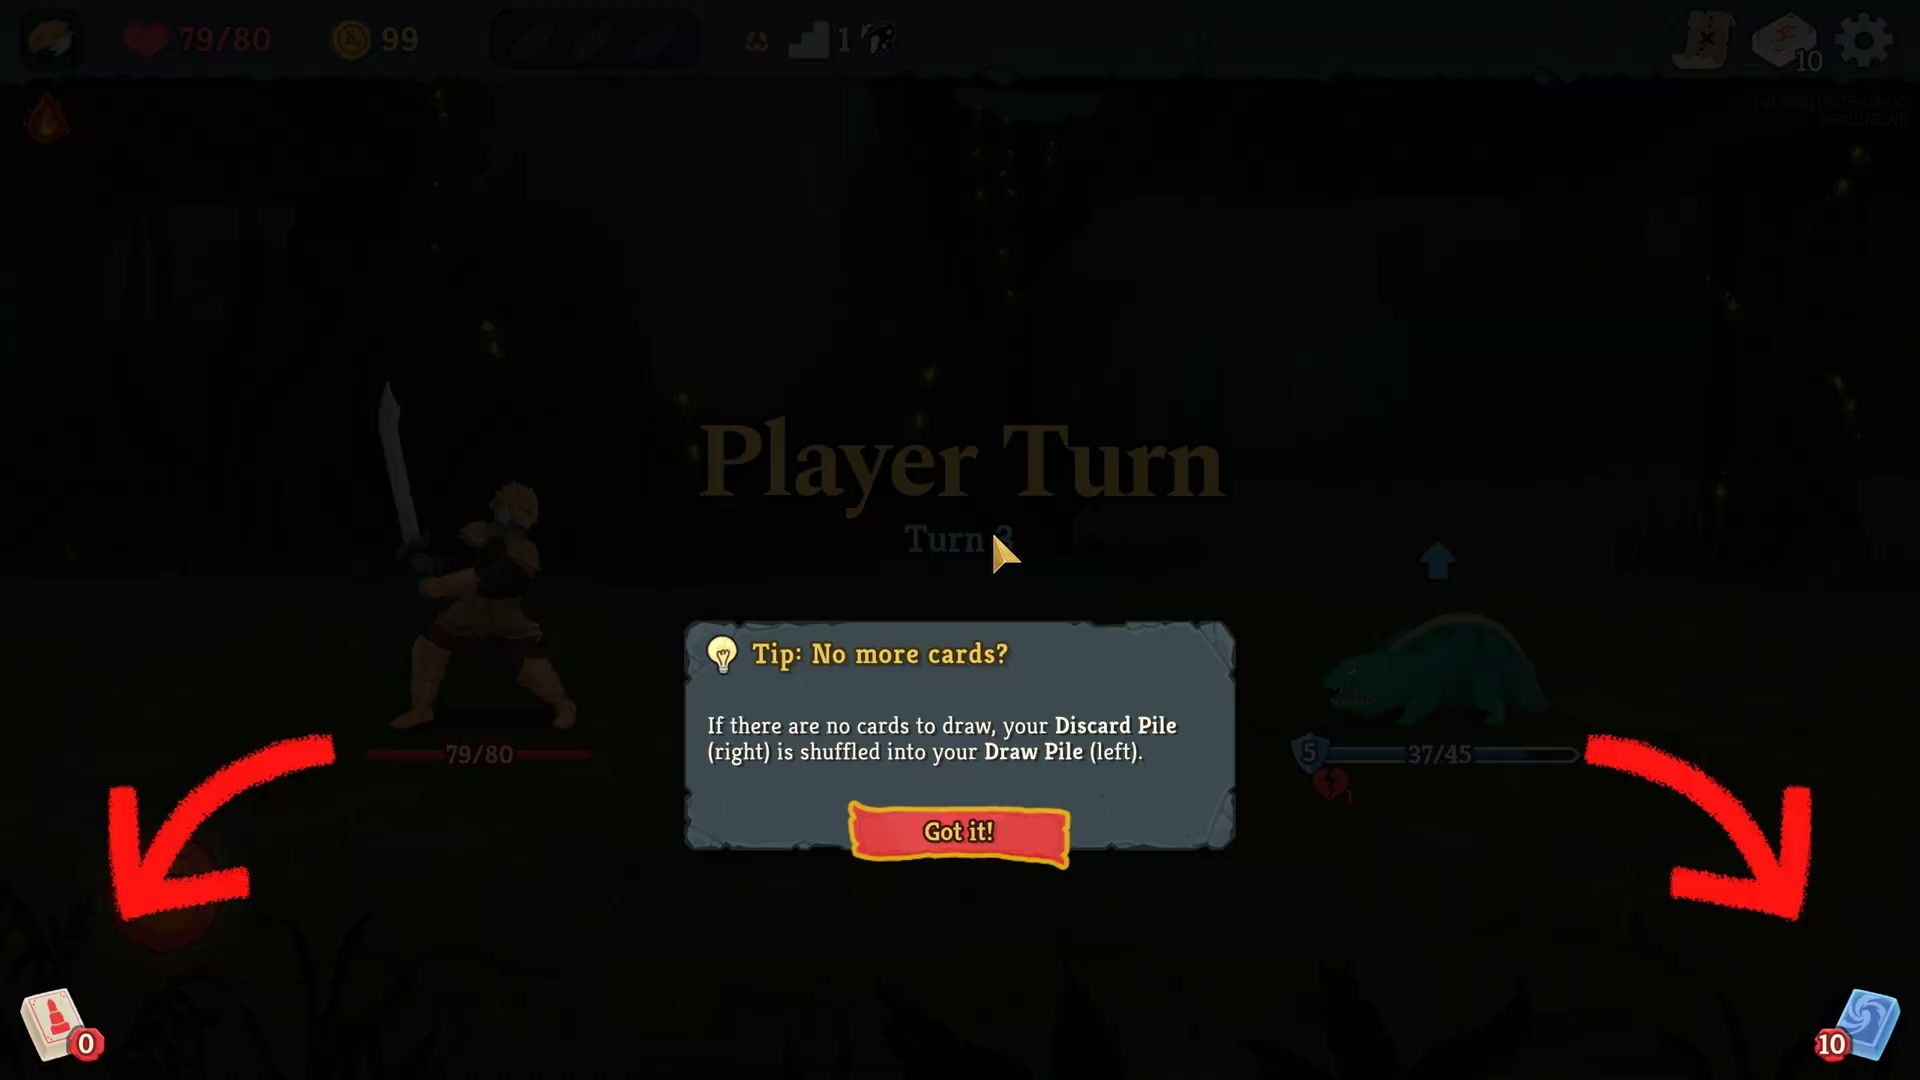 79/80
99
1
10
Player Turn
Turn 3
Tip: No more cards?
If there are no cards to draw, your Discard Pile
(right) is shuffled into your Draw Pile (left).
Got it!
79/80
5
37/45
1
0
10